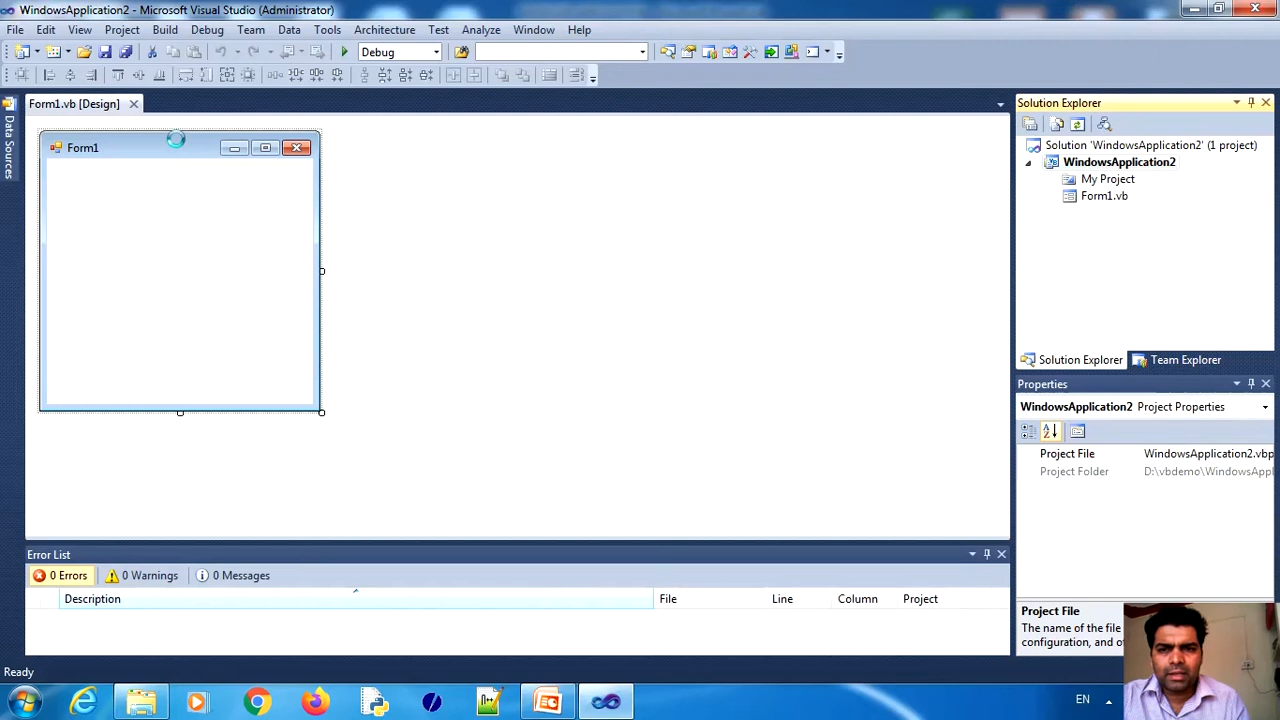 WindowsApplication2 - Microsoft Visual Studio (Administrator)
File Edit View Project Build Debug Team Data Tools Architecture Test Analyze Window Help
Debug
Form1.vb [Design]
Data Sources
Form1
Solution Explorer
Solution 'WindowsApplication2' (1 project)
WindowsApplication2
My Project
Form1.vb
Solution Explorer Team Explorer
Properties
WindowsApplication2 Project Properties
Project File WindowsApplication2.vbp
Project Folder D:\vbdemo\WindowsAppl
Error List
0 Errors 0 Warnings 0 Messages
Description File Line Column Project
Project File
The name of the file
configuration, and o
Ready
EN